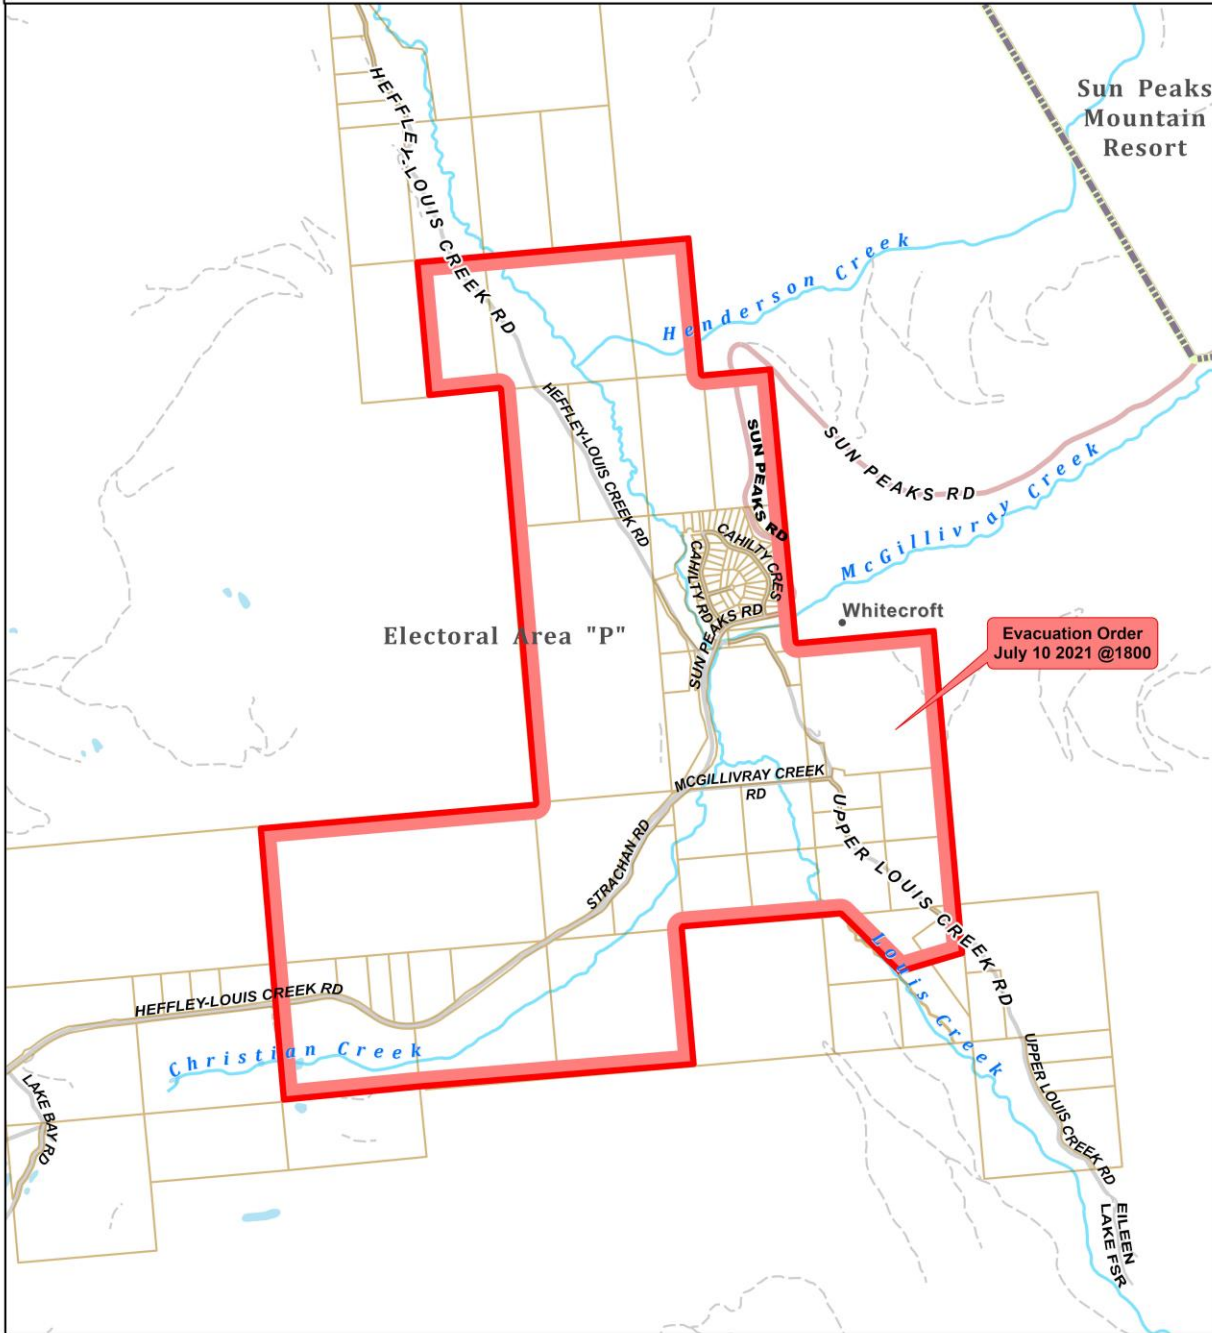 Sun Peaks
Mountain
Resort
HEFFLEY-LOUIS CREEK RD
Henderson Creek
HEFFLEY-LOUIS CREEK RD
SUN PEAKS RD
SUN PEAKS RD
McGillivray Creek
CAHILTY CRES
CAHILTY RD
SUN PEAKS RD
Whitecroft
Electoral Area "P"
Evacuation Order
July 10 2021 @1800
MCGILLIVRAY CREEK
RD
UPPER LOUIS CREEK RD
STRACHAN RD
Louis Creek
HEFFLEY-LOUIS CREEK RD
Christian Creek
LAKE BAY RD
UPPER LOUIS CREEK RD
EILEEN
LAKE FSR